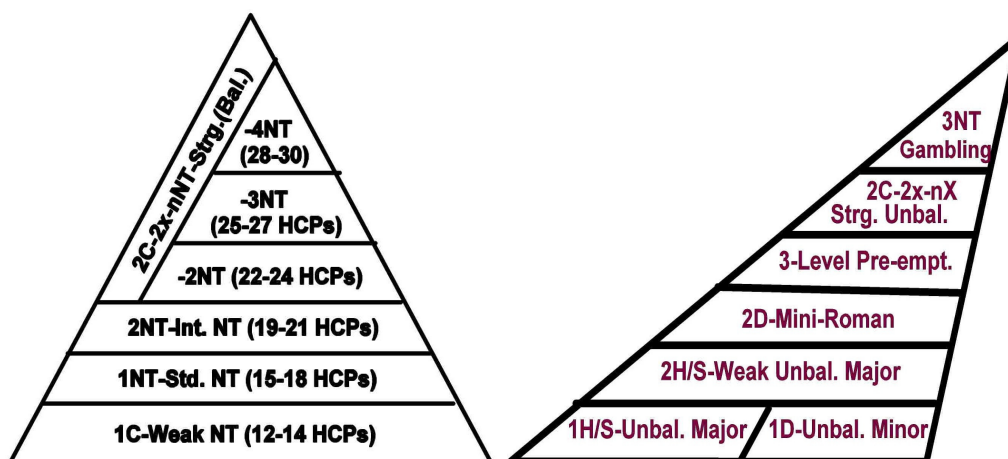 2C-2x-nNT-Strg.(Bal.)
-4NT
(28-30)
-3NT
(25-27 HCPs)
-2NT (22-24 HCPs)
2NT-Int. NT (19-21 HCPs)
1NT-Std. NT (15-18 HCPs)
1C-Weak NT (12-14 HCPs)
3NT
Gambling
2C-2x-nX
Strg. Unbal.
3-Level Pre-empt.
2D-Mini-Roman
2H/S-Weak Unbal. Major
1H/S-Unbal. Major
1D-Unbal. Minor